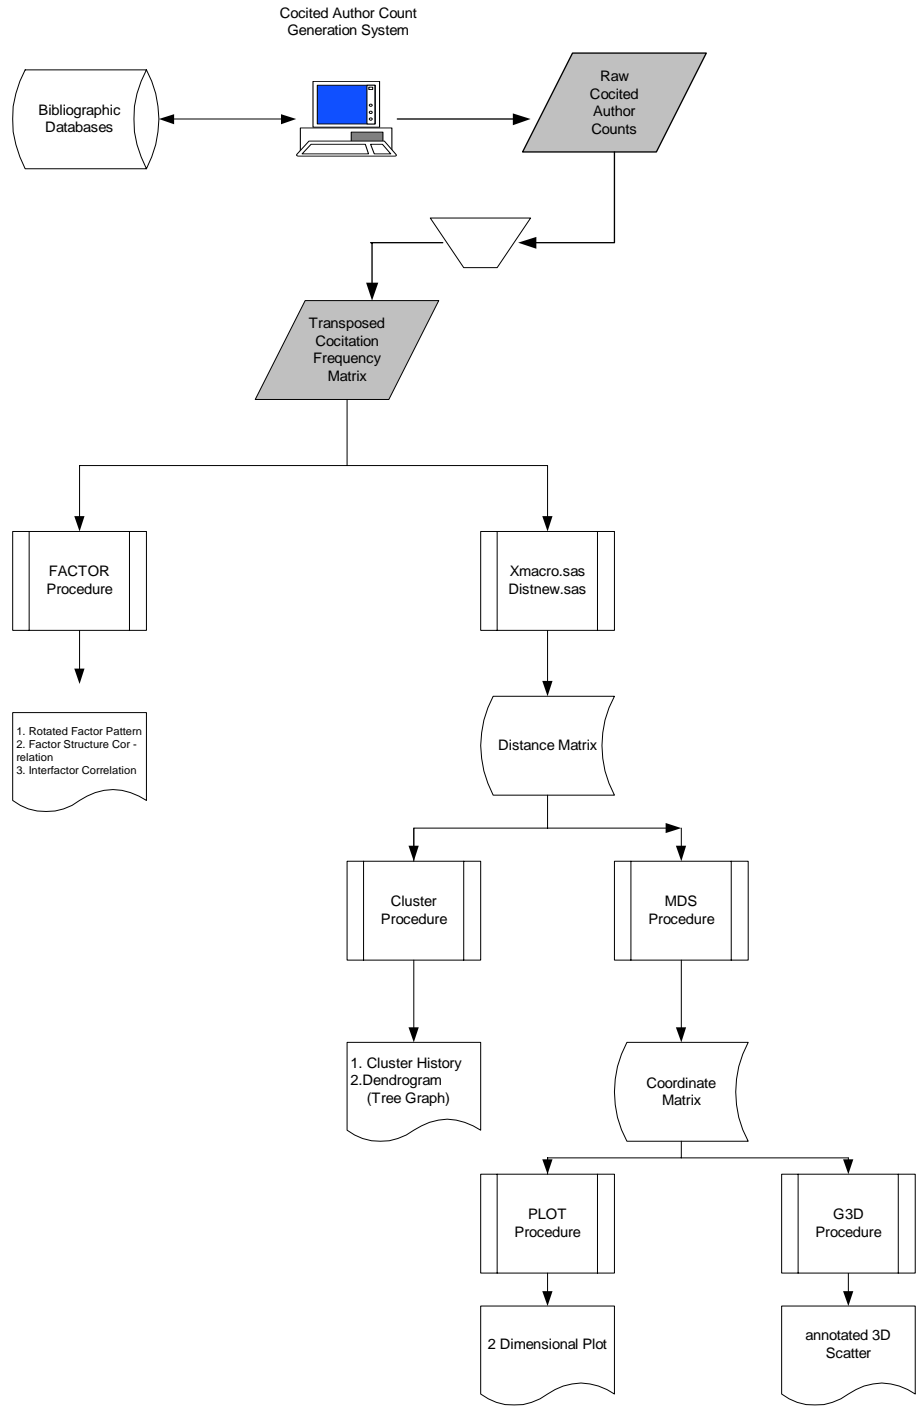 Cocited Author Count
Generation System
Bibliographic
Databases
Raw
Cocited
Author
Counts
Transposed
Cocitation
Frequency
Matrix
FACTOR
Procedure
Xmacro.sas
Distnew.sas
1. Rotated Factor Pattern
2. Factor Structure Cor -
relation
3. Interfactor Correlation
Distance Matrix
Cluster
Procedure
MDS
Procedure
1. Cluster History
2.Dendrogram
(Tree Graph)
Coordinate
Matrix
PLOT
Procedure
G3D
Procedure
2 Dimensional Plot
annotated 3D
Scatter